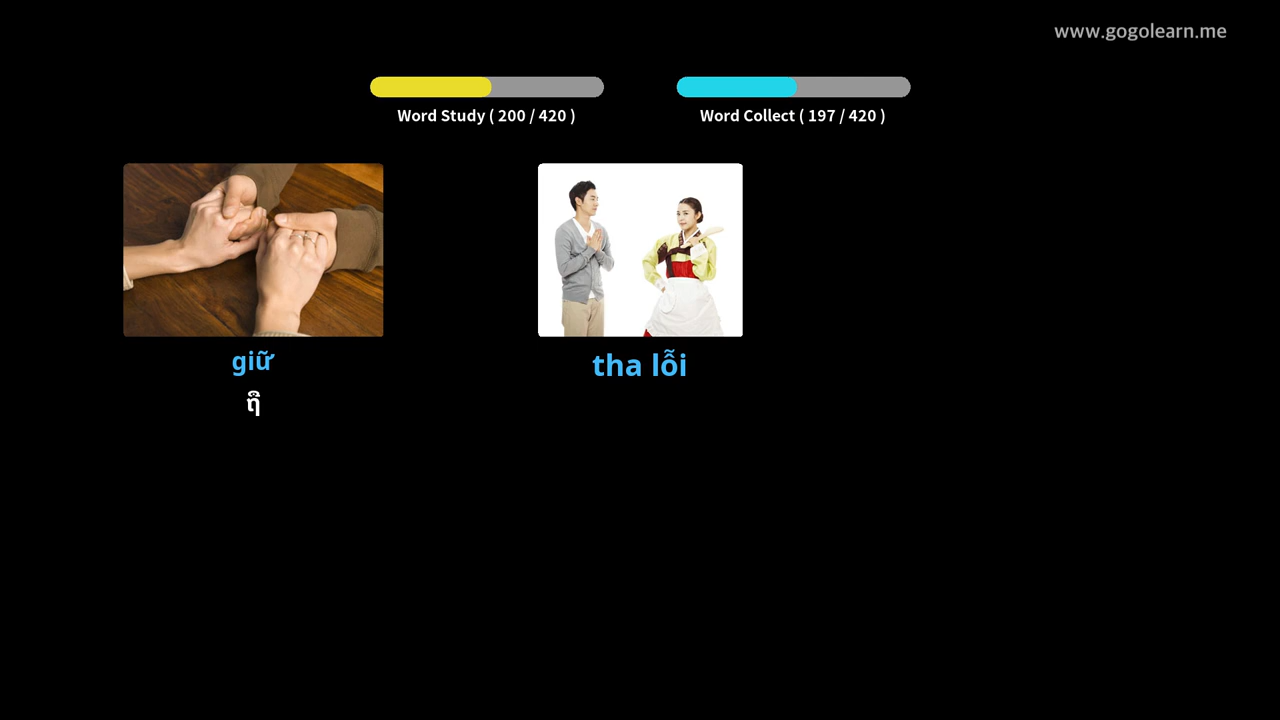 www.gogolearn.me
Word Study ( 200 / 420 )
Word Collect ( 197 / 420 )
giữ
tha lỗi
ຖື